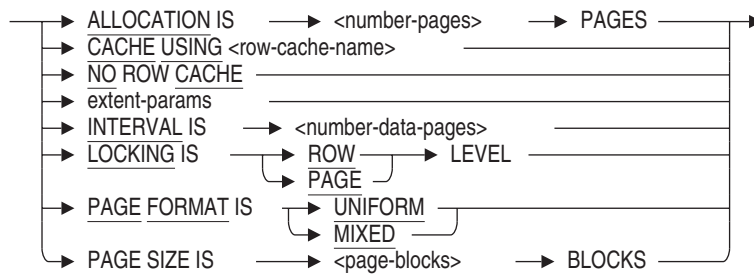 ALLOCATION IS <number-pages> PAGES
CACHE USING <row-cache-name>
NO ROW CACHE
extent-params
INTERVAL IS <number-data-pages>
LOCKING IS ROW LEVEL
PAGE
PAGE FORMAT IS UNIFORM
MIXED
PAGE SIZE IS <page-blocks> BLOCKS